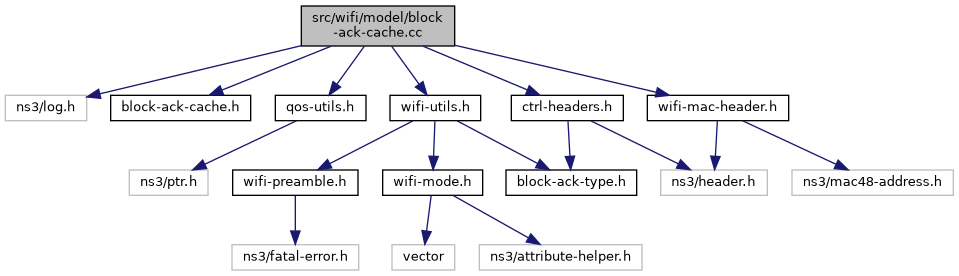 src/wifi/model/block
-ack-cache.cc
ns3/log.h
block-ack-cache.h
qos-utils.h
wifi-utils.h
ctrl-headers.h
wifi-mac-header.h
ns3/ptr.h
wifi-preamble.h
wifi-mode.h
block-ack-type.h
ns3/header.h
ns3/mac48-address.h
ns3/fatal-error.h
vector
ns3/attribute-helper.h